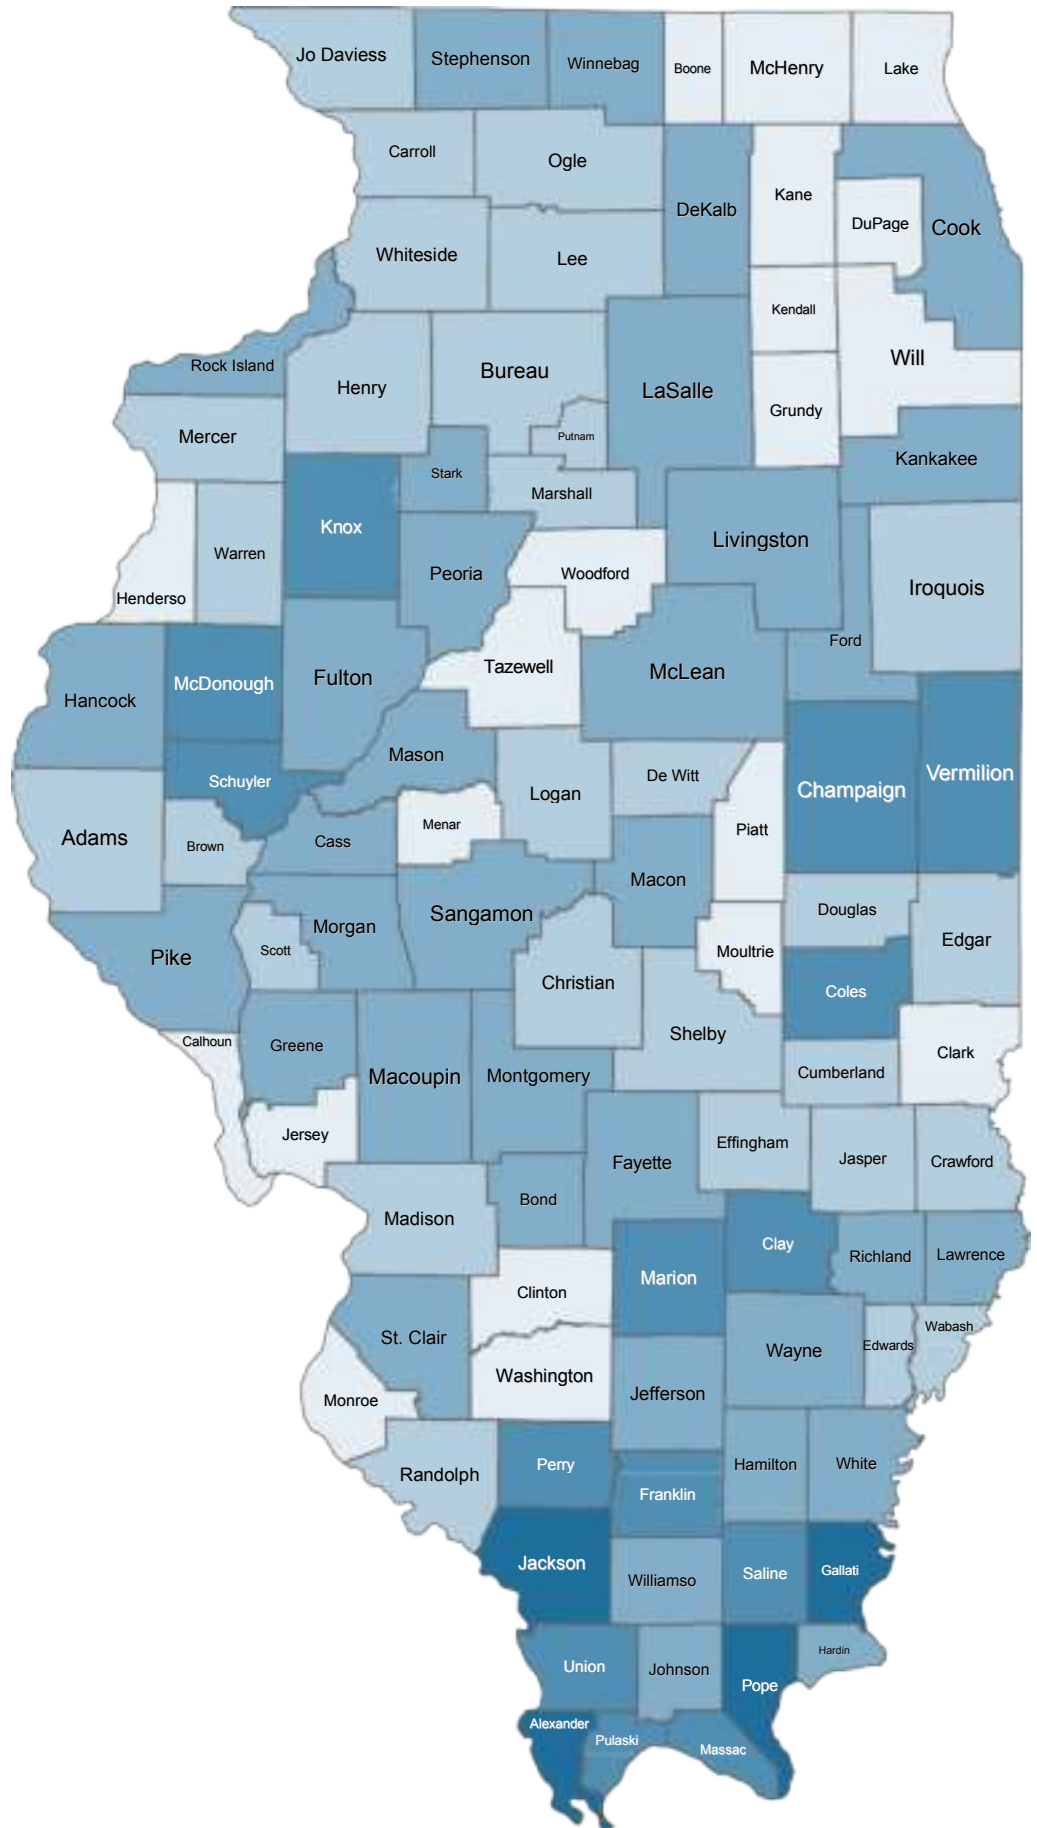 Jo Daviess
Stephenson
Winnebag
Boone
McHenry
Lake
Carroll
Ogle
DeKalb
Kane
DuPage
Cook
Whiteside
Lee
Kendall
Rock Island
Henry
Bureau
LaSalle
Will
Grundy
Mercer
Putnam
Kankakee
Stark
Marshall
Knox
Livingston
Warren
Peoria
Woodford
Iroquois
Henderso
Ford
Tazewell
McLean
Fulton
McDonough
Hancock
Mason
Schuyler
De Witt
Vermilion
Champaign
Logan
Menar
Piatt
Adams
Cass
Brown
Macon
Douglas
Sangamon
Morgan
Edgar
Scott
Moultrie
Pike
Christian
Coles
Shelby
Calhoun
Greene
Clark
Macoupin
Montgomery
Cumberland
Jersey
Effingham
Fayette
Jasper
Crawford
Bond
Madison
Clay
Richland
Lawrence
Marion
Clinton
Wabash
St. Clair
Edwards
Wayne
Washington
Jefferson
Monroe
Perry
Hamilton
White
Randolph
Franklin
Jackson
Williamso
Saline
Gallati
Hardin
Union
Johnson
Pope
Alexander
Pulaski
Massac